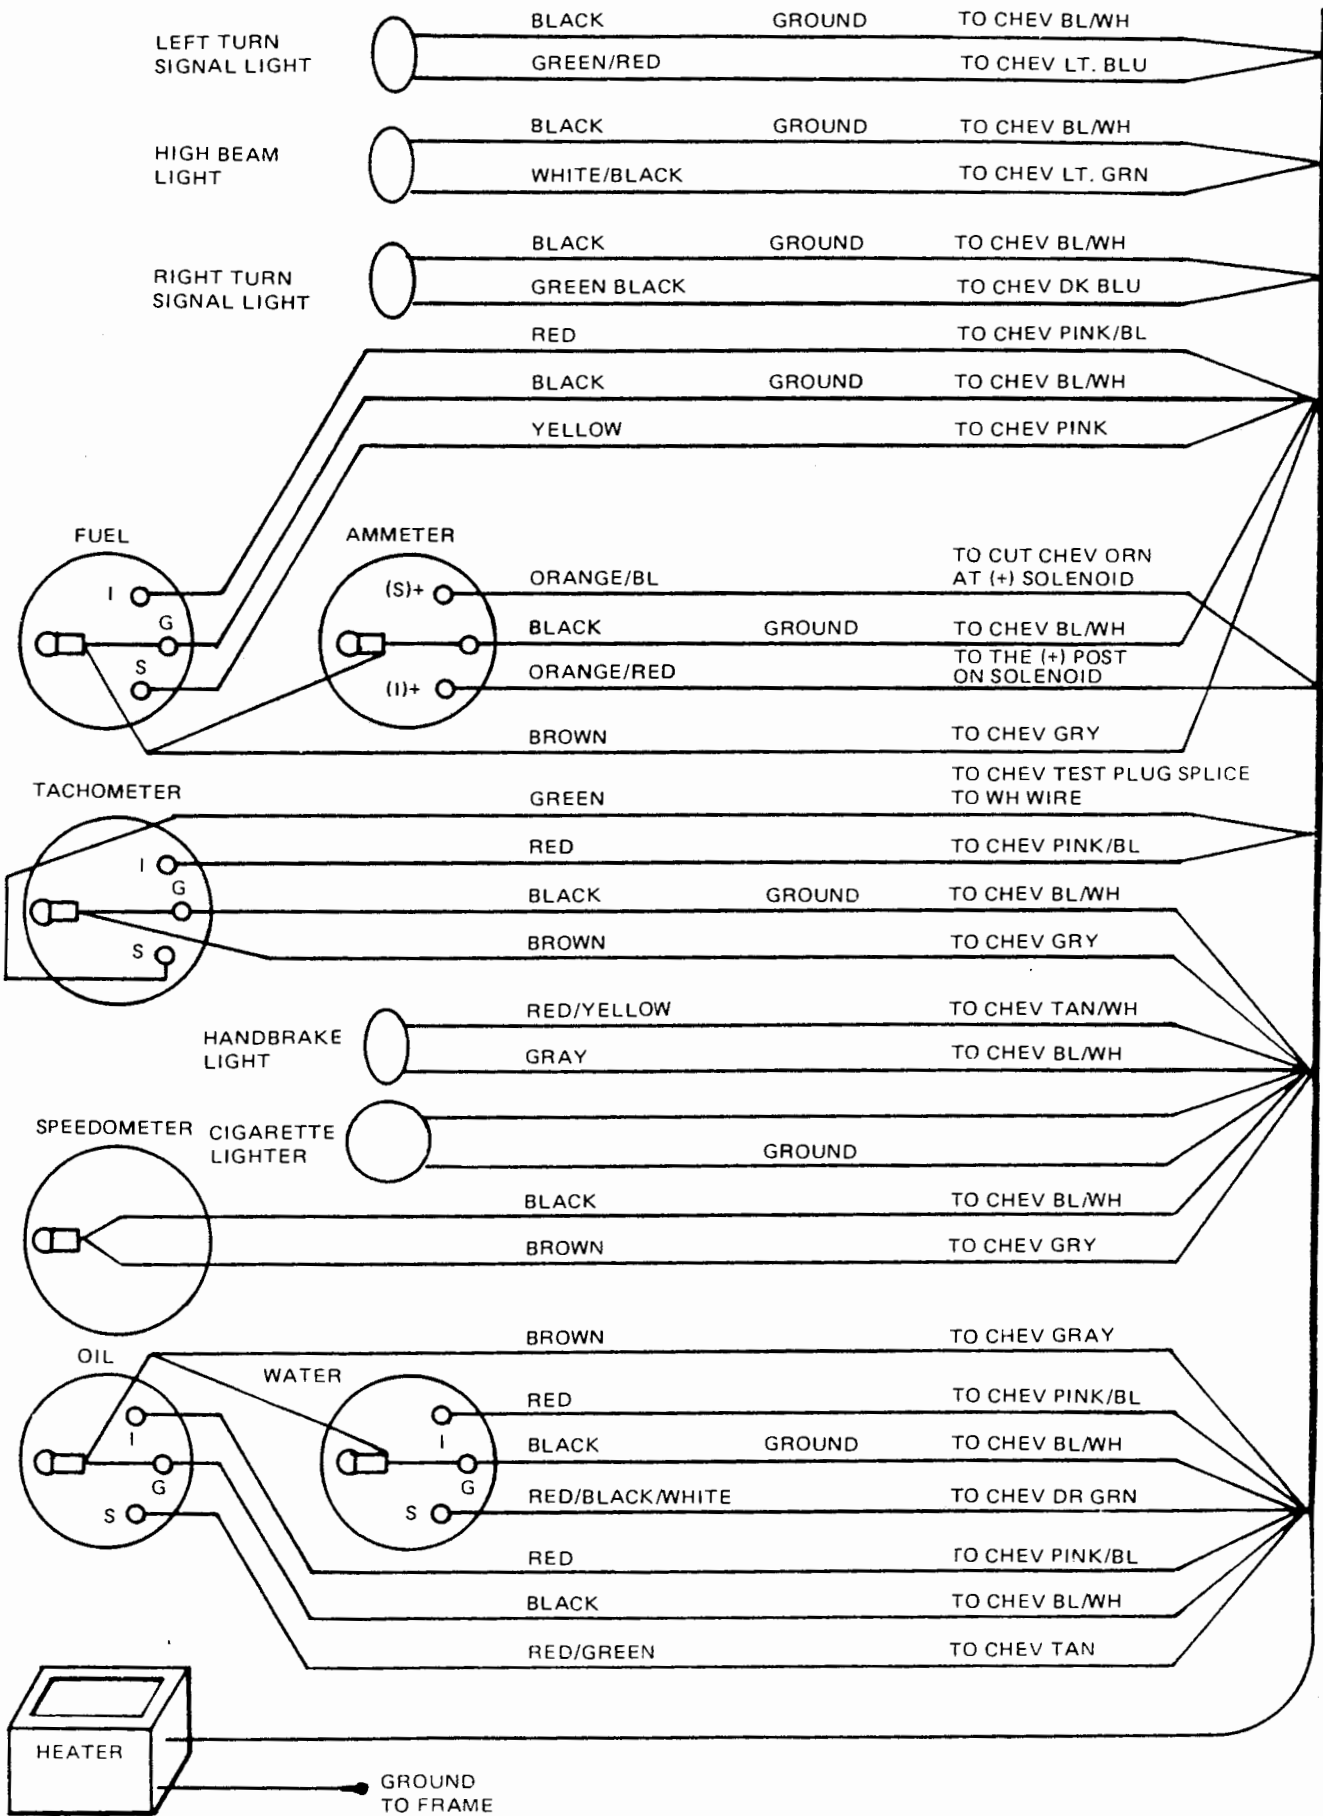 BLACK GROUND TO CHEV BL/WH
LEFT TURN
SIGNAL LIGHT
GREEN/RED TO CHEV LT. BLU
BLACK GROUND TO CHEV BL/WH
HIGH BEAM
LIGHT
WHITE/BLACK TO CHEV LT. GRN
BLACK GROUND TO CHEV BL/WH
RIGHT TURN
SIGNAL LIGHT
GREEN BLACK TO CHEV DK BLU
RED TO CHEV PINK/BL
BLACK GROUND TO CHEV BL/WH
YELLOW TO CHEV PINK
FUEL
I
G
S
AMMETER
(S)+
(I)+
ORANGE/BL
TO CUT CHEV ORN
AT (+) SOLENOID
BLACK GROUND TO CHEV BL/WH
ORANGE/RED
TO THE (+) POST
ON SOLENOID
BROWN TO CHEV GRY
TACHOMETER
I
G
S
GREEN
TO CHEV TEST PLUG SPLICE
TO WH WIRE
RED TO CHEV PINK/BL
BLACK GROUND TO CHEV BL/WH
BROWN TO CHEV GRY
HANDBRAKE
LIGHT
RED/YELLOW TO CHEV TAN/WH
GRAY TO CHEV BL/WH
SPEEDOMETER
CIGARETTE
LIGHTER
GROUND
BLACK TO CHEV BL/WH
BROWN TO CHEV GRY
BROWN TO CHEV GRAY
OIL
I
G
S
WATER
I
G
S
RED TO CHEV PINK/BL
BLACK GROUND TO CHEV BL/WH
RED/BLACK/WHITE TO CHEV DR GRN
RED TO CHEV PINK/BL
BLACK TO CHEV BL/WH
RED/GREEN TO CHEV TAN
HEATER
GROUND
TO FRAME